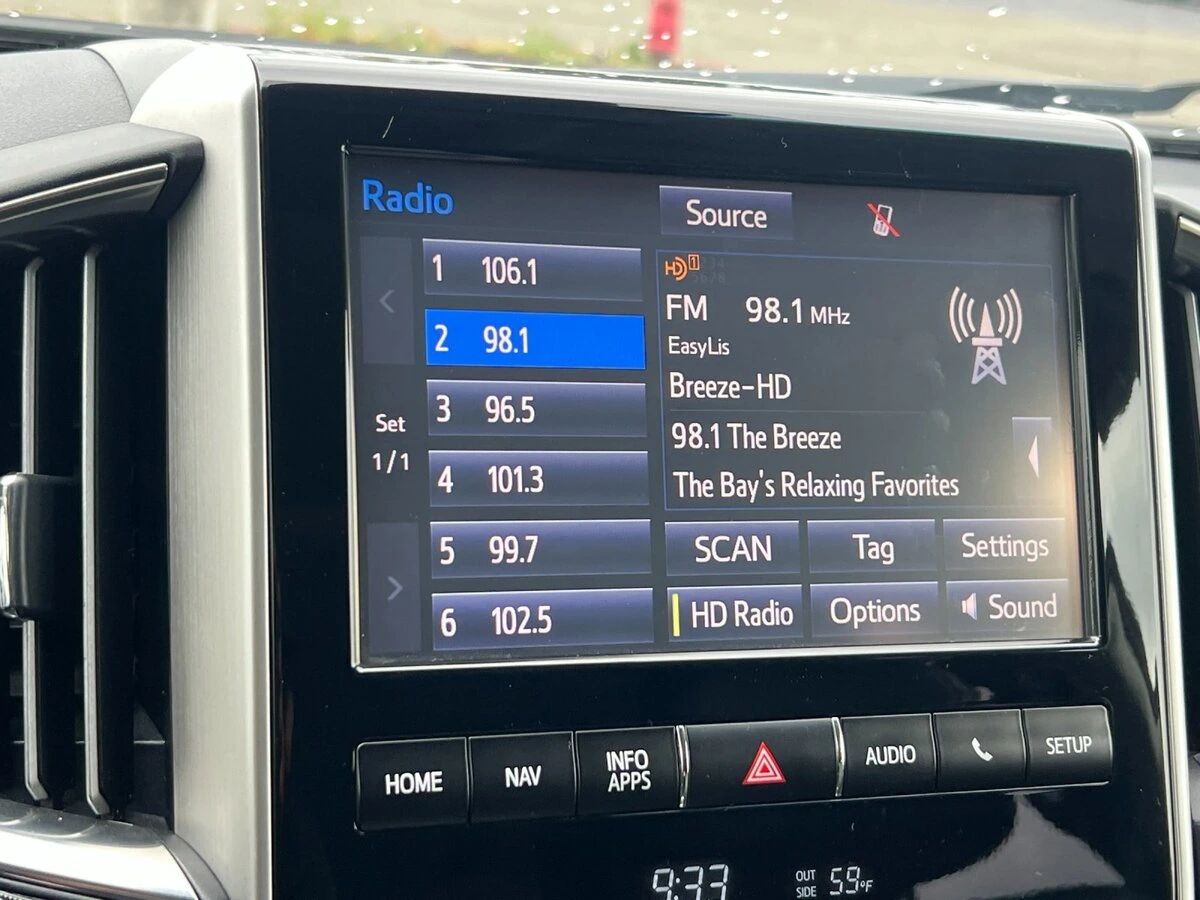 Radio
Source
1 106.1
2 98.1
3 96.5
4 101.3
5 99.7
6 102.5
Set
1/1
HD 1
FM 98.1 MHz
EasyLis
Breeze-HD
98.1 The Breeze
The Bay's Relaxing Favorites
SCAN
Tag
Settings
HD Radio
Options
Sound
HOME
NAV
INFO
APPS
AUDIO
SETUP
9:33
OUT
SIDE
59°F